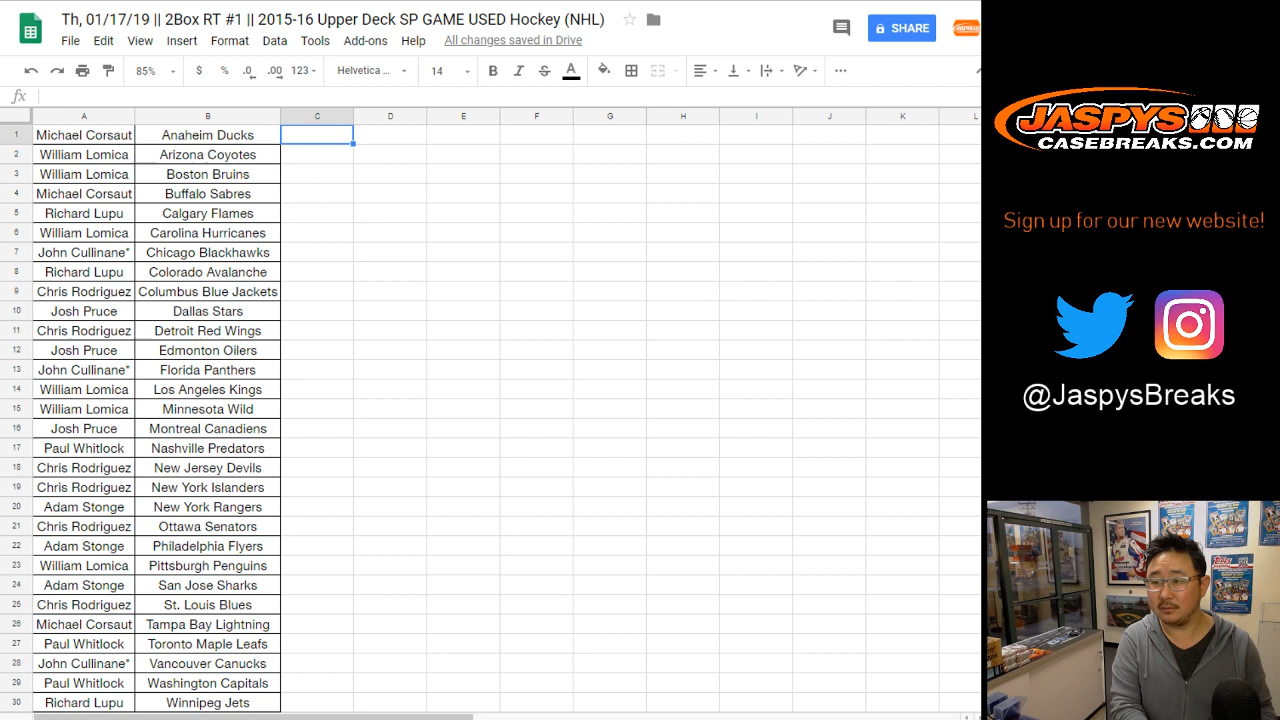 Th, 01/17/19 || 2Box RT #1 || 2015-16 Upper Deck SP GAME USED Hockey (NHL)
File Edit View Insert Format Data Tools Add-ons Help All changes saved in Drive
SHARE
85% $ % .0 .00 123 Helvetica ... 14 B I S A
fx
A B C D E F G H I J K L
1 Michael Corsaut Anaheim Ducks
2 William Lomica Arizona Coyotes
3 William Lomica Boston Bruins
4 Michael Corsaut Buffalo Sabres
5 Richard Lupu Calgary Flames
6 William Lomica Carolina Hurricanes
7 John Cullinane* Chicago Blackhawks
8 Richard Lupu Colorado Avalanche
9 Chris Rodriguez Columbus Blue Jackets
10 Josh Pruce Dallas Stars
11 Chris Rodriguez Detroit Red Wings
12 Josh Pruce Edmonton Oilers
13 John Cullinane* Florida Panthers
14 William Lomica Los Angeles Kings
15 William Lomica Minnesota Wild
16 Josh Pruce Montreal Canadiens
17 Paul Whitlock Nashville Predators
18 Chris Rodriguez New Jersey Devils
19 Chris Rodriguez New York Islanders
20 Adam Stonge New York Rangers
21 Chris Rodriguez Ottawa Senators
22 Adam Stonge Philadelphia Flyers
23 William Lomica Pittsburgh Penguins
24 Adam Stonge San Jose Sharks
25 Chris Rodriguez St. Louis Blues
26 Michael Corsaut Tampa Bay Lightning
27 Paul Whitlock Toronto Maple Leafs
28 John Cullinane* Vancouver Canucks
29 Paul Whitlock Washington Capitals
30 Richard Lupu Winnipeg Jets
JASPYS
CASEBREAKS.COM
Sign up for our new website!
@JaspysBreaks